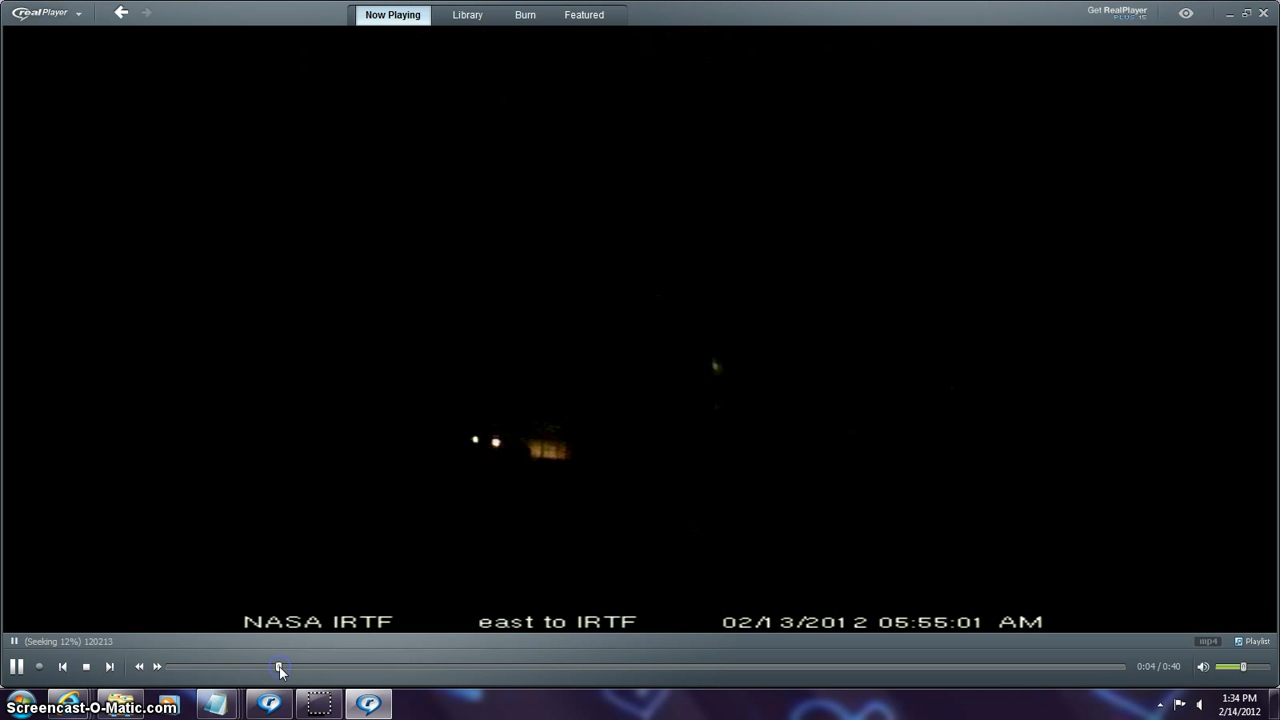 realPlayer
Now Playing
Library
Burn
Featured
Get RealPlayer
PLUS 15
NASA IRTF east to IRTF 02/13/2012 05:55:01 AM
(Seeking 12%) 120213
mp4
Playlist
0:04 / 0:40
Screencast-O-Matic.com
1:34 PM
2/14/2012